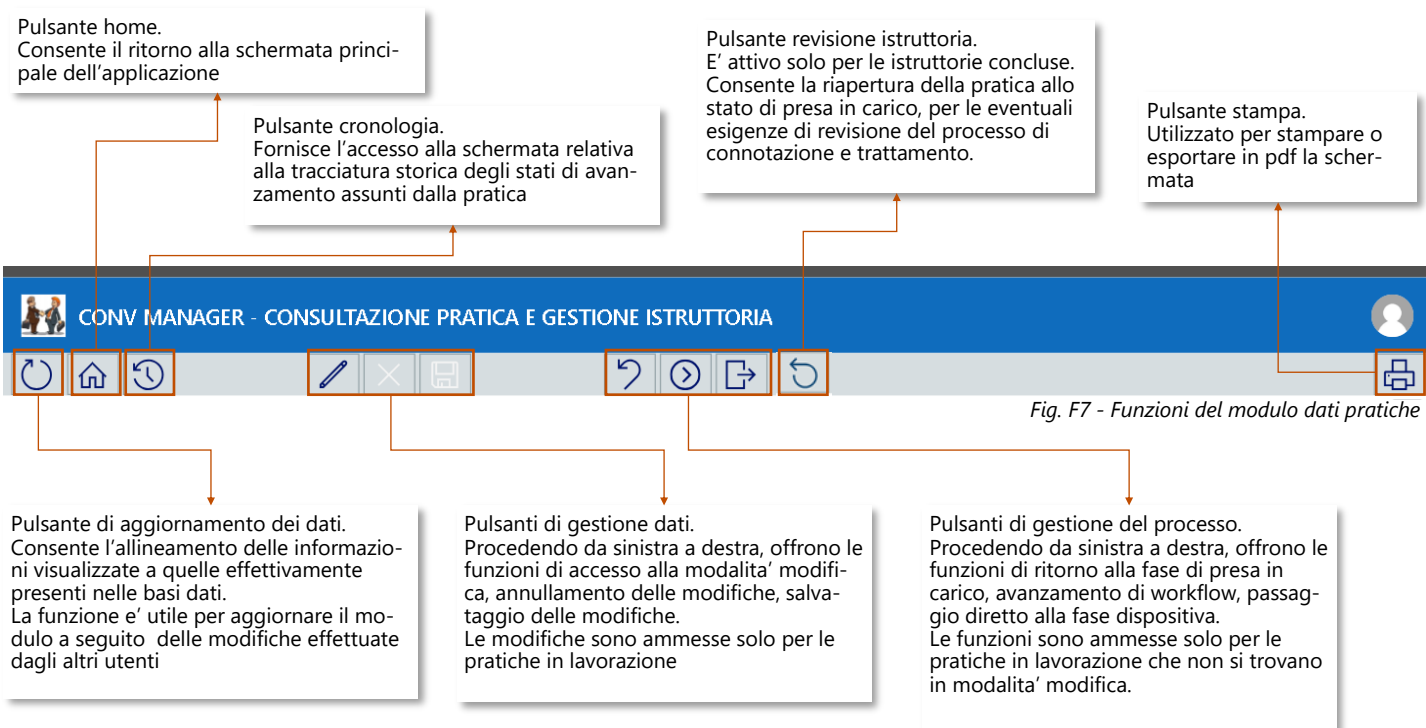 Pulsante home.
Consente il ritorno alla schermata princi-
pale dell’applicazione
Pulsante cronologia.
Fornisce l’accesso alla schermata relativa
alla tracciatura storica degli stati di avan-
zamento assunti dalla pratica
Pulsante revisione istruttoria.
E’ attivo solo per le istruttorie concluse.
Consente la riapertura della pratica allo
stato di presa in carico, per le eventuali
esigenze di revisione del processo di
connotazione e trattamento.
Pulsante stampa.
Utilizzato per stampare o
esportare in pdf la scher-
mata
CONV MANAGER - CONSULTAZIONE PRATICA E GESTIONE ISTRUTTORIA
Fig. F7 - Funzioni del modulo dati pratiche
Pulsante di aggiornamento dei dati.
Consente l’allineamento delle informazio-
ni visualizzate a quelle effettivamente
presenti nelle basi dati.
La funzione e’ utile per aggiornare il mo-
dulo a seguito  delle modifiche effettuate
dagli altri utenti
Pulsanti di gestione dati.
Procedendo da sinistra a destra, offrono le
funzioni di accesso alla modalita’ modifi-
ca, annullamento delle modifiche, salva-
taggio delle modifiche.
Le modifiche sono ammesse solo per le
pratiche in lavorazione
Pulsanti di gestione del processo.
Procedendo da sinistra a destra, offrono le
funzioni di ritorno alla fase di presa in
carico, avanzamento di workflow, passag-
gio diretto alla fase dispositiva.
Le funzioni sono ammesse solo per le
pratiche in lavorazione che non si trovano
in modalita’ modifica.